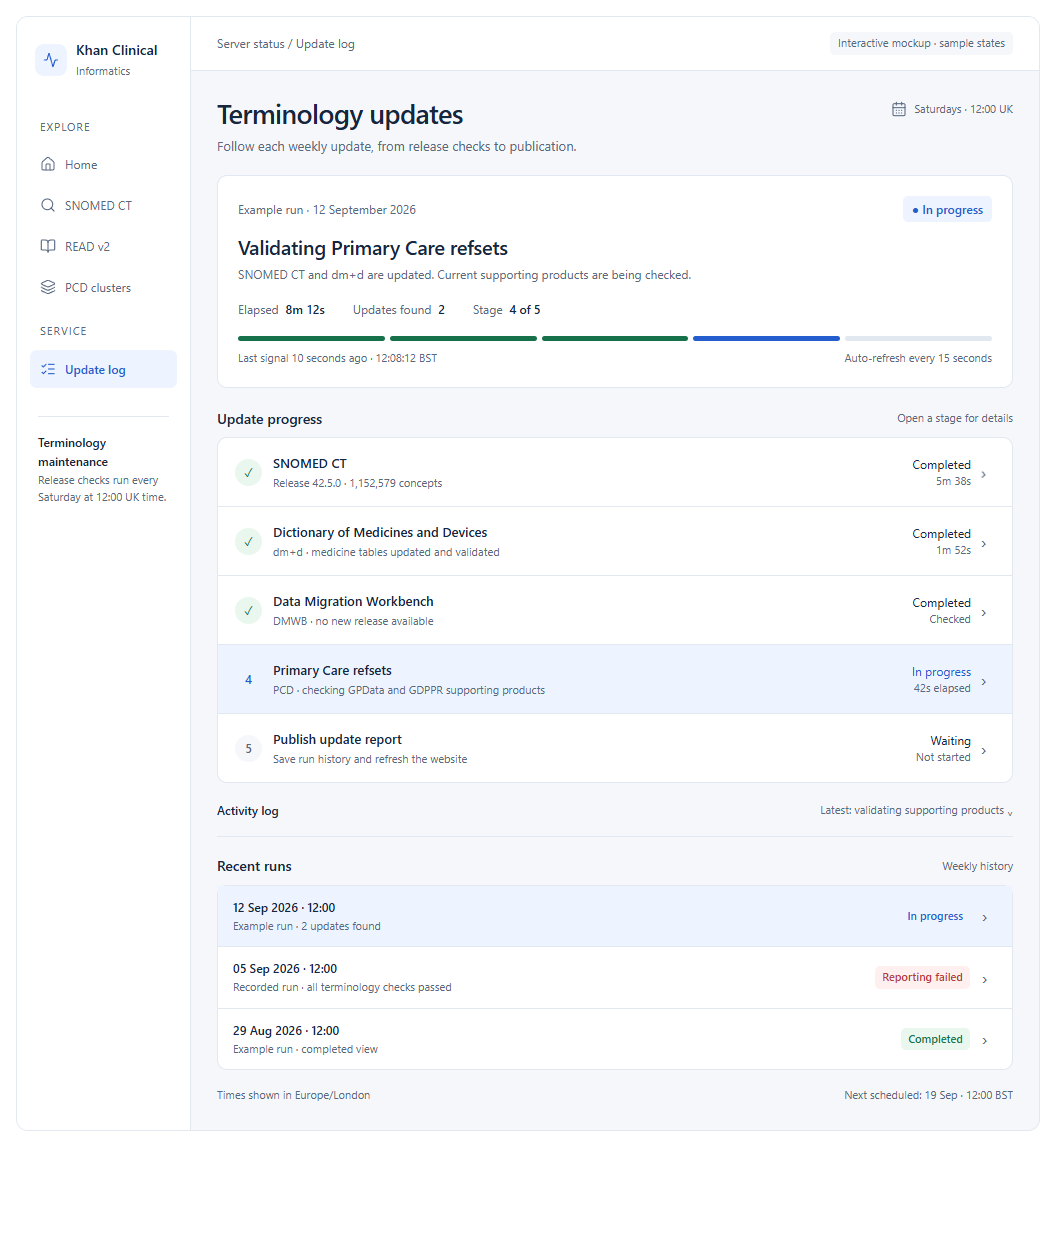 Khan Clinical
Informatics
Server status / Update log
Interactive mockup · sample states
EXPLORE
Home
SNOMED CT
READ v2
PCD clusters
SERVICE
Update log
Terminology
maintenance
Release checks run every
Saturday at 12:00 UK time.
Terminology updates
Saturdays · 12:00 UK
Follow each weekly update, from release checks to publication.
Example run · 12 September 2026
• In progress
Validating Primary Care refsets
SNOMED CT and dm+d are updated. Current supporting products are being checked.
Elapsed 8m 12s Updates found 2 Stage 4 of 5
Last signal 10 seconds ago · 12:08:12 BST
Auto-refresh every 15 seconds
Update progress
Open a stage for details
✓
SNOMED CT
Release 42.5.0 · 1,152,579 concepts
Completed
5m 38s
›
✓
Dictionary of Medicines and Devices
dm+d · medicine tables updated and validated
Completed
1m 52s
›
✓
Data Migration Workbench
DMWB · no new release available
Completed
Checked
›
4
Primary Care refsets
PCD · checking GPData and GDPPR supporting products
In progress
42s elapsed
›
5
Publish update report
Save run history and refresh the website
Waiting
Not started
›
Activity log
Latest: validating supporting products ˅
Recent runs
Weekly history
12 Sep 2026 · 12:00
Example run · 2 updates found
In progress ›
05 Sep 2026 · 12:00
Recorded run · all terminology checks passed
Reporting failed ›
29 Aug 2026 · 12:00
Example run · completed view
Completed ›
Times shown in Europe/London
Next scheduled: 19 Sep · 12:00 BST